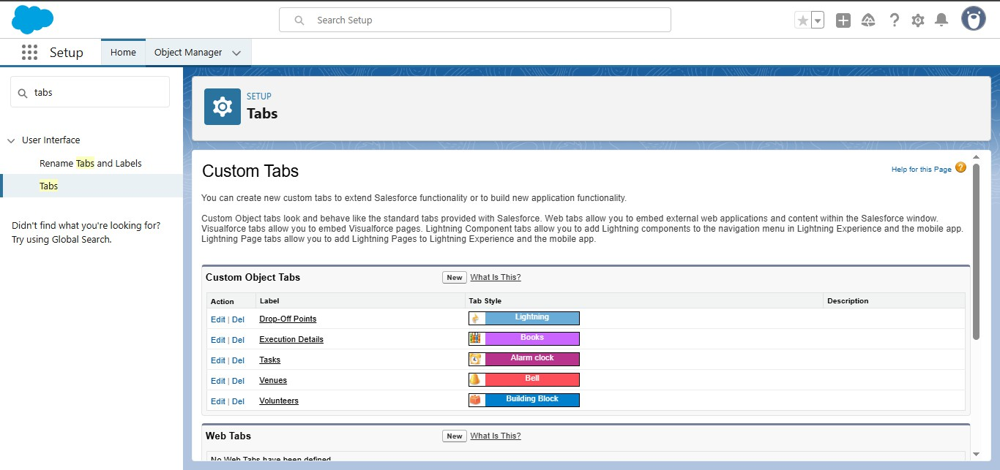 Search Setup
Setup
Home
Object Manager
tabs
User Interface
Rename Tabs and Labels
Tabs
Didn't find what you're looking for?
Try using Global Search.
SETUP
Tabs
Custom Tabs
Help for this Page ?
You can create new custom tabs to extend Salesforce functionality or to build new application functionality.
Custom Object tabs look and behave like the standard tabs provided with Salesforce. Web tabs allow you to embed external web applications and content within the Salesforce window.
Visualforce tabs allow you to embed Visualforce pages. Lightning Component tabs allow you to add Lightning components to the navigation menu in Lightning Experience and the mobile app.
Lightning Page tabs allow you to add Lightning Pages to Lightning Experience and the mobile app.
Custom Object Tabs New What Is This?
Action Label Tab Style Description
Edit | Del Drop-Off Points Lightning
Edit | Del Execution Details Books
Edit | Del Tasks Alarm clock
Edit | Del Venues Bell
Edit | Del Volunteers Building Block
Web Tabs New What Is This?
No Web Tabs have been defined